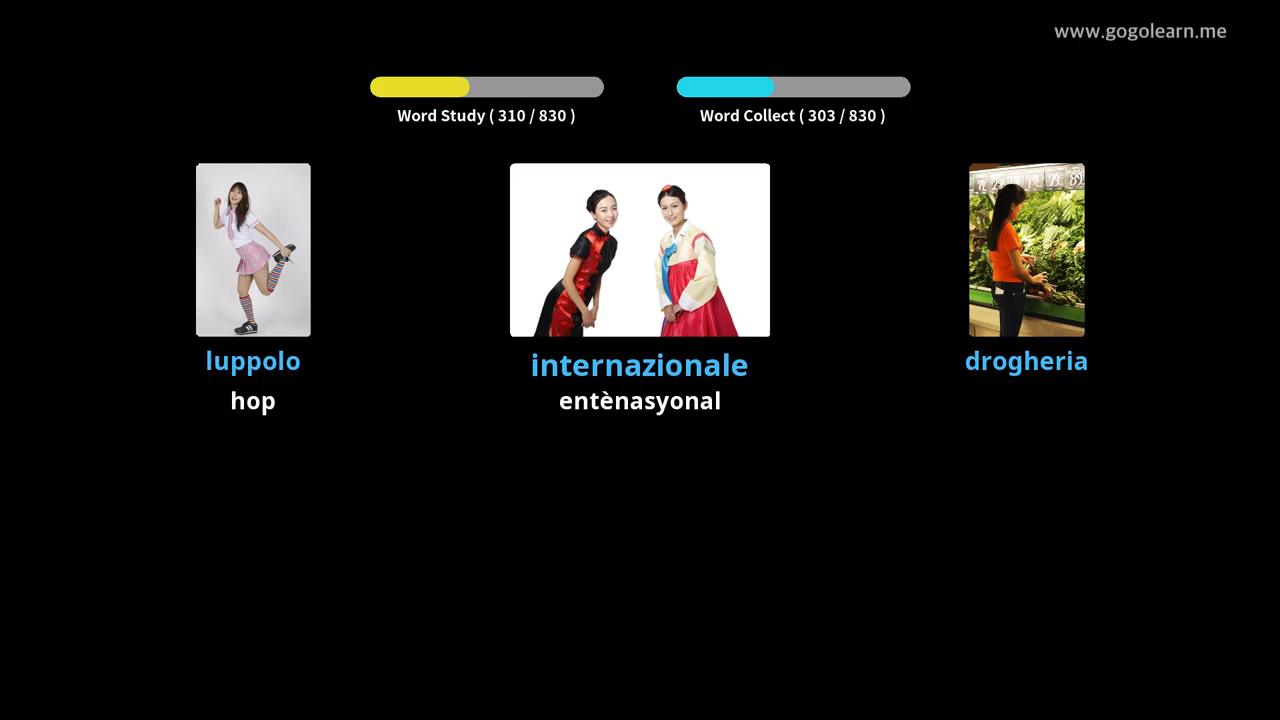 www.gogolearn.me
Word Study ( 310 / 830 )
Word Collect ( 303 / 830 )
luppolo
internazionale
drogheria
hop
entènasyonal